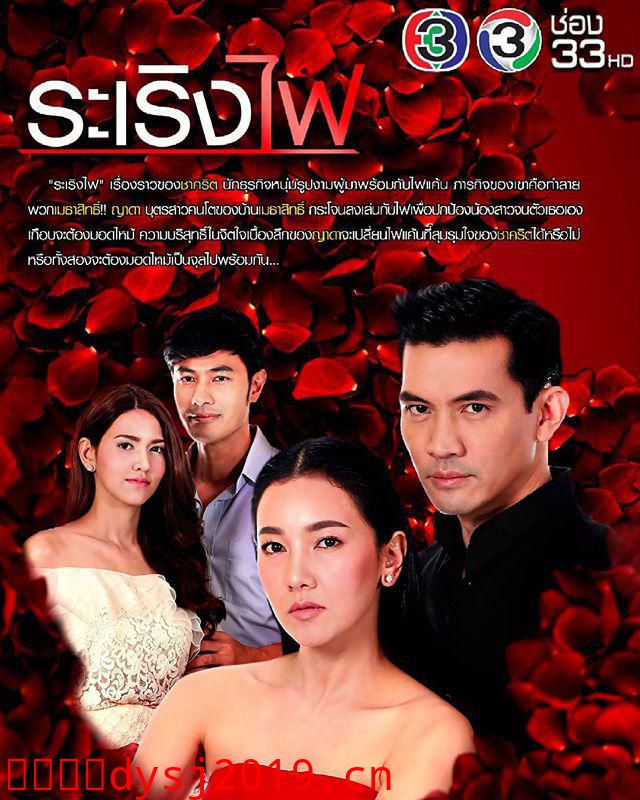 3 3 ช่อง
33HD
ระเริงไฟ
"ระเริงไฟ" เรื่องราวของชาคริต นักธุรกิจหนุ่มรูปงามผู้มาพร้อมกับไฟแค้น ภารกิจของเขาคือทำลาย
พวกเมธาสิทธิ์!! ญาดา บุตรสาวคนโตของบ้านเมธาสิทธิ์ กระโจนลงเล่นกับไฟเพื่อปกป้องน้องสาวจนตัวเธอเอง
เกือบจะต้องมอดไหม้ ความบริสุทธิ์ในจิตใจเบื้องลึกของญาดาจะเปลี่ยนไฟแค้นที่สุมรุมใจของชาคริตได้หรือไม่
หรือทั้งสองจะต้องมอดไหม้เป็นจุลไปพร้อมกัน...
dysj2019.cn